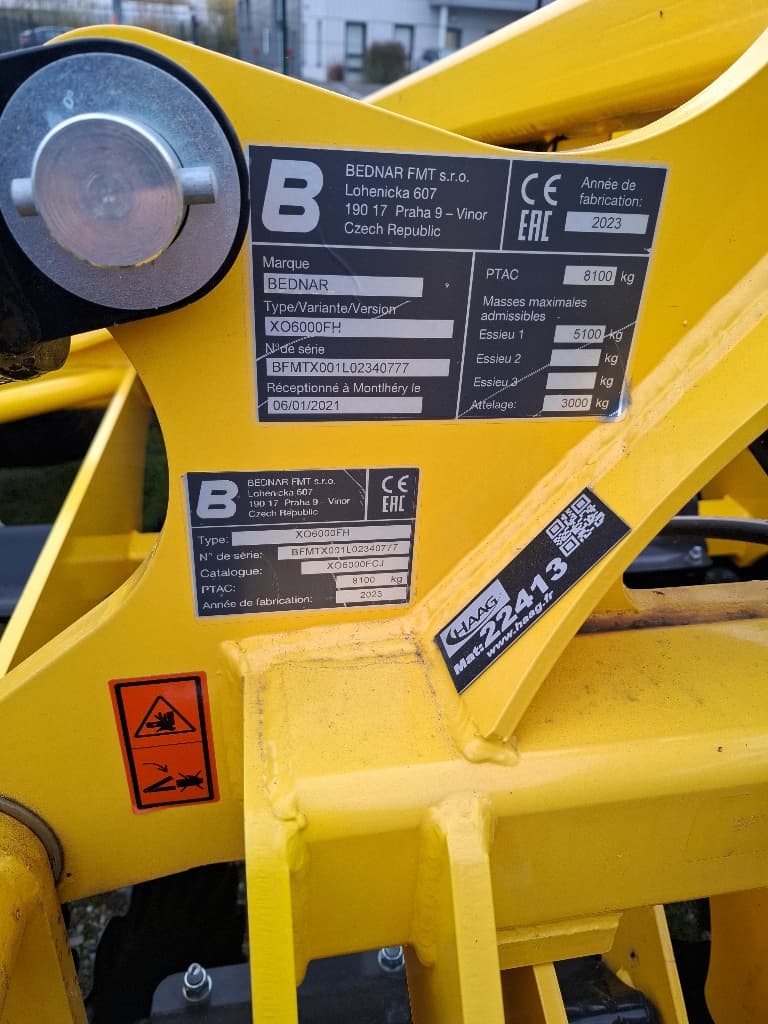 8
B
BEDNAR FMT s.r.o.
Lohenicka 607
190 17 Praha 9 – Vinor
Czech Republic
CE
EAC
Année de
fabrication:
2023
Marque
BEDNAR
Type/Variante/Version
XO6000FH
N° de série
BFMTX001L02340777
Réceptionné à Montlhéry le
06/01/2021
PTAC 8100 kg
Masses maximales
admissibles
Essieu 1 5100 kg
Essieu 2 kg
Essieu 3 kg
Attelage: 3000 kg
B
BEDNAR FMT s.r.o.
Lohenicka 607
190 17 Praha 9 – Vinor
Czech Republic
CE
EAC
Type: XO6000FH
N° de série: BFMTX001L02340777
Catalogue: XO6000FCJ
PTAC: 8100 kg
Année de fabrication: 2023
HAAG
Mat: 22413
www.haag.fr